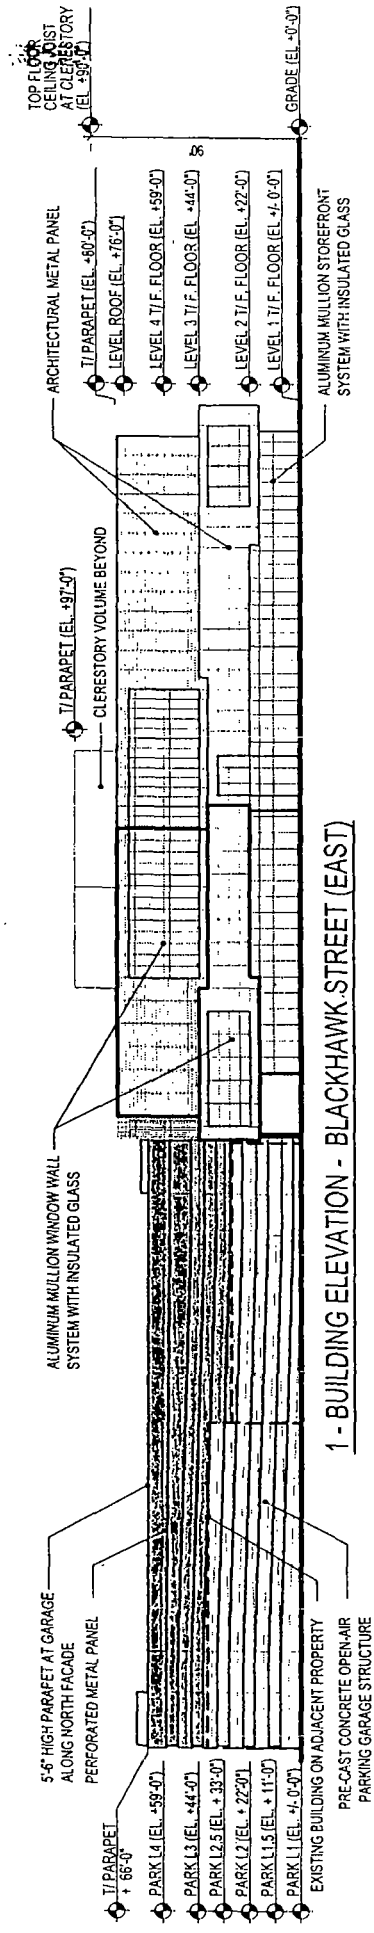 5'-6" HIGH PARAPET AT GARAGE
ALONG NORTH FACADE
PERFORATED METAL PANEL
T/ PARAPET
+ 66'-0"
PARK L4 (EL. +59'-0")
PARK L3 (EL. +44'-0")
PARK L2.5 (EL. + 33'-0")
PARK L2 (EL. + 22'-0")
PARK L1.5 (EL. + 11'-0")
PARK L1 (EL. +/- 0'-0")
EXISTING BUILDING ON ADJACENT PROPERTY
PRE-CAST CONCRETE OPEN-AIR
PARKING GARAGE STRUCTURE
ALUMINUM MULLION WINDOW WALL
SYSTEM WITH INSULATED GLASS
T/ PARAPET (EL. +97'-0")
CLERESTORY VOLUME BEYOND
ARCHITECTURAL METAL PANEL
T/ PARAPET (EL. +80'-0")
LEVEL ROOF (EL. +76'-0")
LEVEL 4 T/ F. FLOOR (EL. +59'-0")
LEVEL 3 T/ F. FLOOR (EL. +44'-0")
LEVEL 2 T/ F. FLOOR (EL. +22'-0")
LEVEL 1 T/ F. FLOOR (EL. +/- 0'-0")
ALUMINUM MULLION STOREFRONT
SYSTEM WITH INSULATED GLASS
TOP FLOOR
CEILING JOIST
AT CLERESTORY
(EL. +90'-0")
90'
GRADE (EL. +0'-0")
1 - BUILDING ELEVATION - BLACKHAWK STREET (EAST)